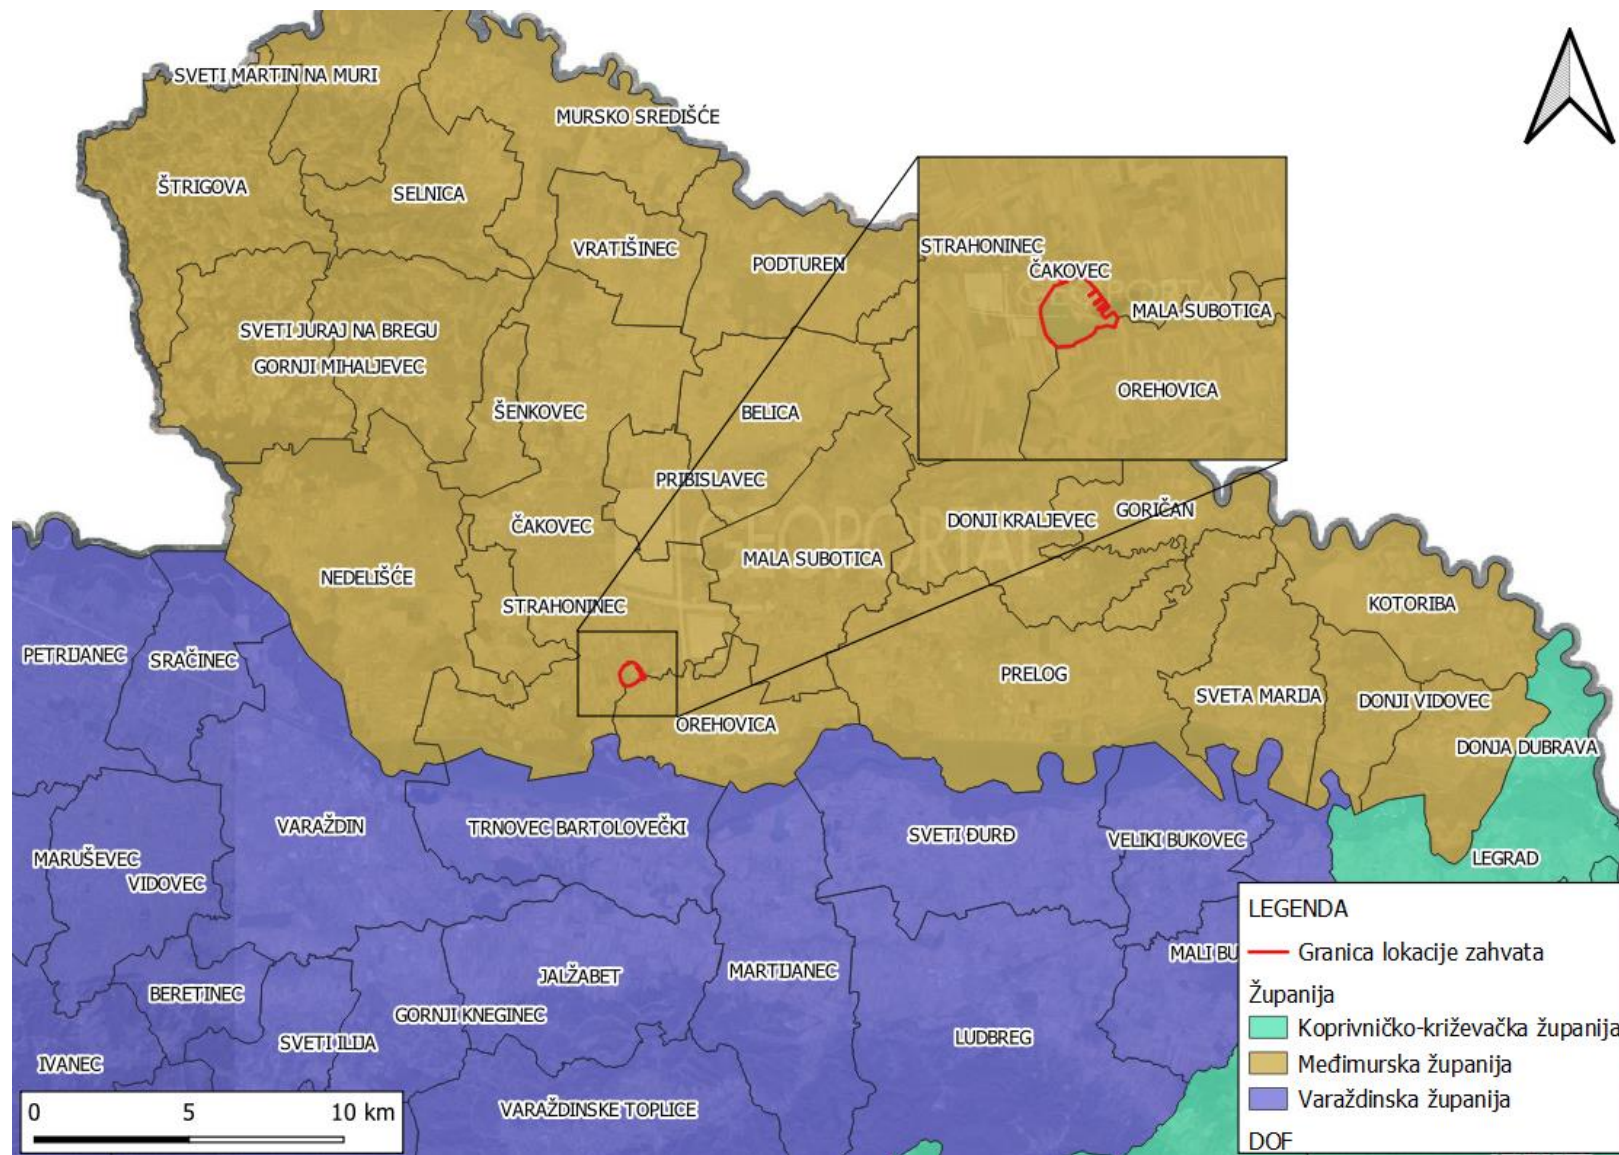 SVETI MARTIN NA MURI
MURSKO SREDIŠĆE
ŠTRIGOVA
SELNICA
VRATIŠINEC
PODTUREN
STRAHONINEC
ČAKOVEC
MALA SUBOTICA
OREHOVICA
SVETI JURAJ NA BREGU
GORNJI MIHALJEVEC
ŠENKOVEC
BELICA
PRIBISLAVEC
ČAKOVEC
DONJI KRALJEVEC
GORIČAN
GEOPORTAL
MALA SUBOTICA
NEDELIŠĆE
STRAHONINEC
KOTORIBA
PETRIJANEC
SRAČINEC
PRELOG
SVETA MARIJA
DONJI VIDOVEC
OREHOVICA
DONJA DUBRAVA
VARAŽDIN
TRNOVEC BARTOLOVEČKI
SVETI ĐURĐ
VELIKI BUKOVEC
LEGRAD
MARUŠEVEC
VIDOVEC
MALI BU
BERETINEC
JALŽABET
MARTIJANEC
GORNJI KNEGINEC
SVETI ILIJA
LUDBREG
IVANEC
VARAŽDINSKE TOPLICE
0 5 10 km
LEGENDA
Granica lokacije zahvata
Županija
Koprivničko-križevačka županija
Međimurska županija
Varaždinska županija
DOF